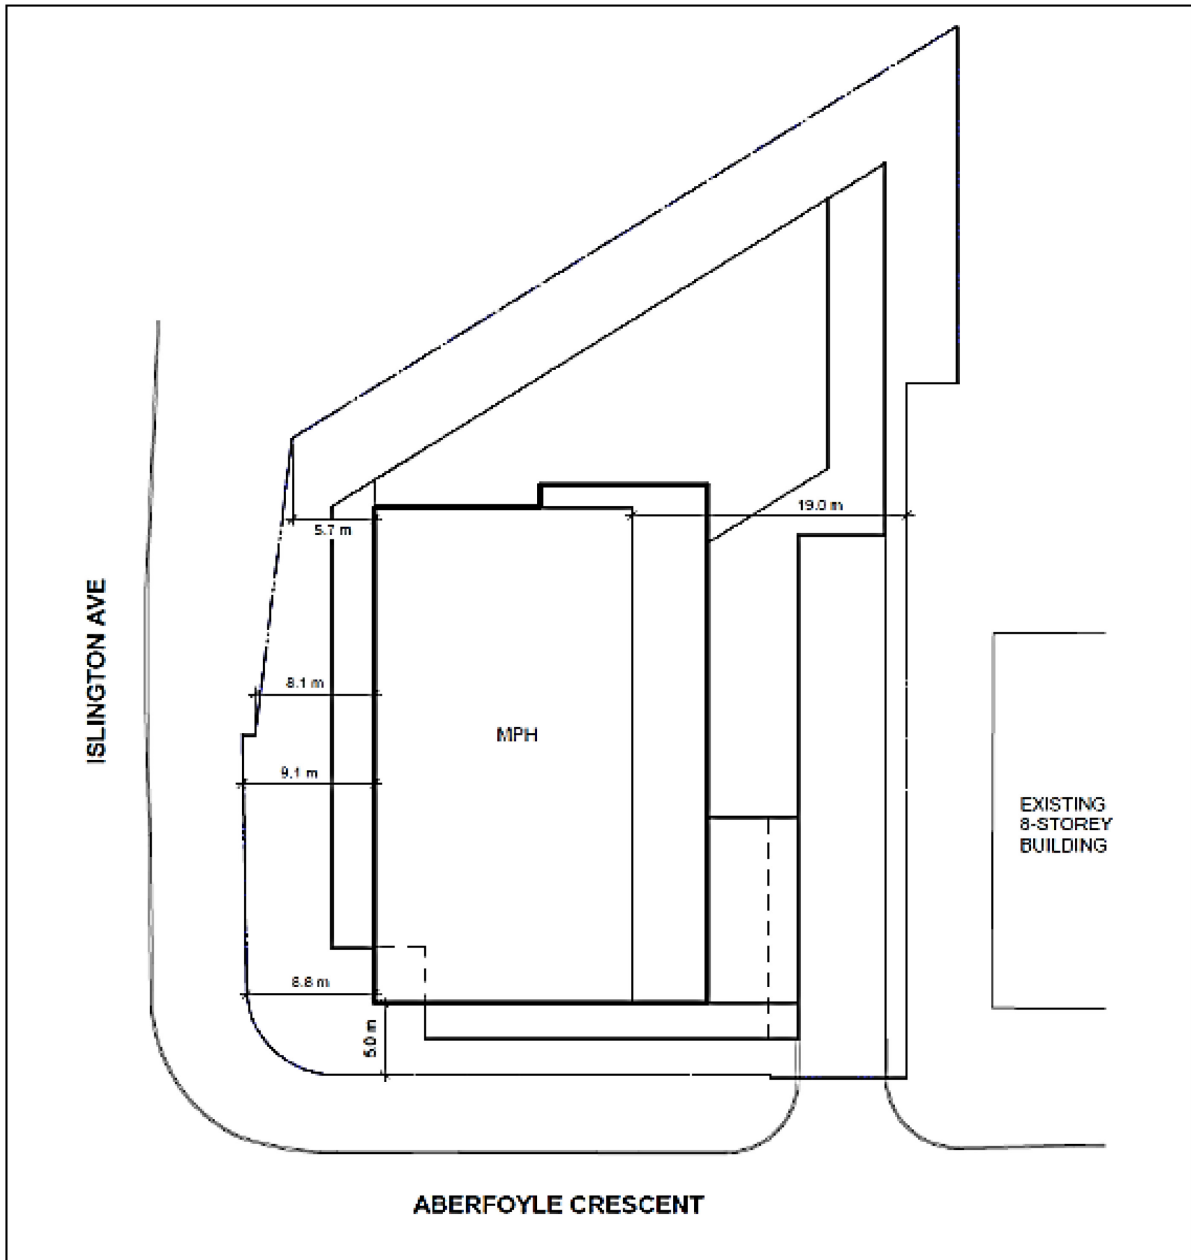 19.0 m
5.7 m
ISLINGTON AVE
8.1 m
MPH
9.1 m
EXISTING
8-STOREY
BUILDING
8.8 m
5.0 m
ABERFOYLE CRESCENT